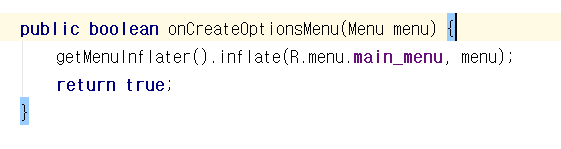 public boolean onCreateOptionsMenu(Menu menu) {
getMenuInflater().inflate(R.menu.main_menu, menu);
return true;
}